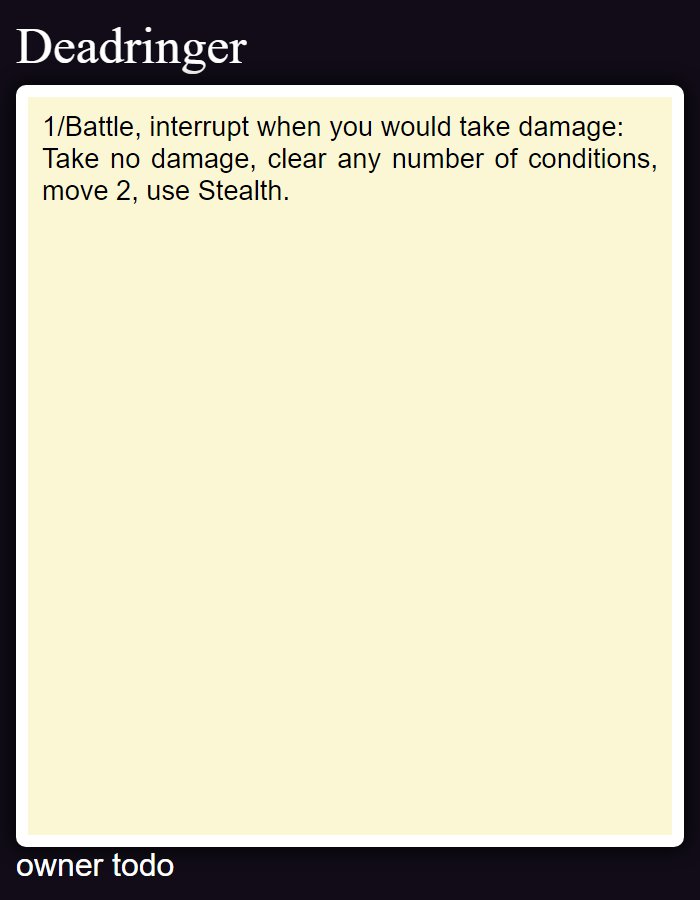 Deadringer
1/Battle, interrupt when you would take damage:
Take no damage, clear any number of conditions,
move 2, use Stealth.
owner todo